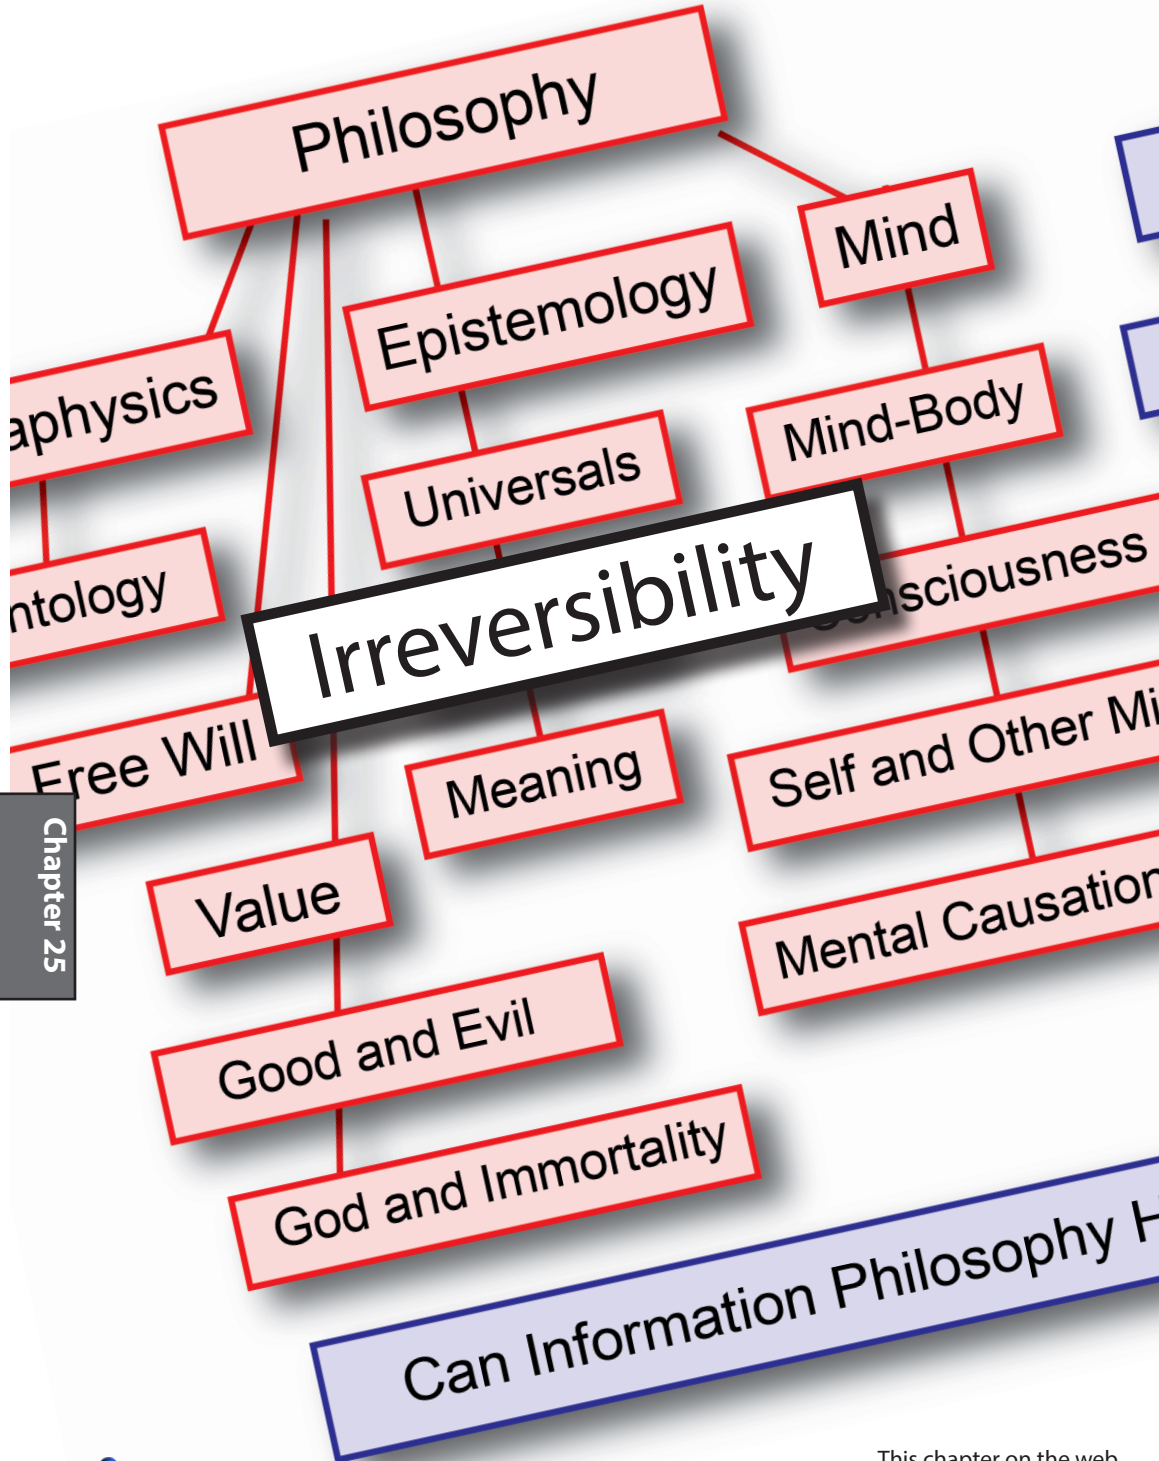 Philosophy
Mind
Epistemology
aphysics
Mind-Body
Universals
nsciousness
ntology
Irreversibility
Free Will
Self and Other Mi
Meaning
Chapter 25
Value
Mental Causation
Good and Evil
God and Immortality
Can Information Philosophy H
This chapter on the web